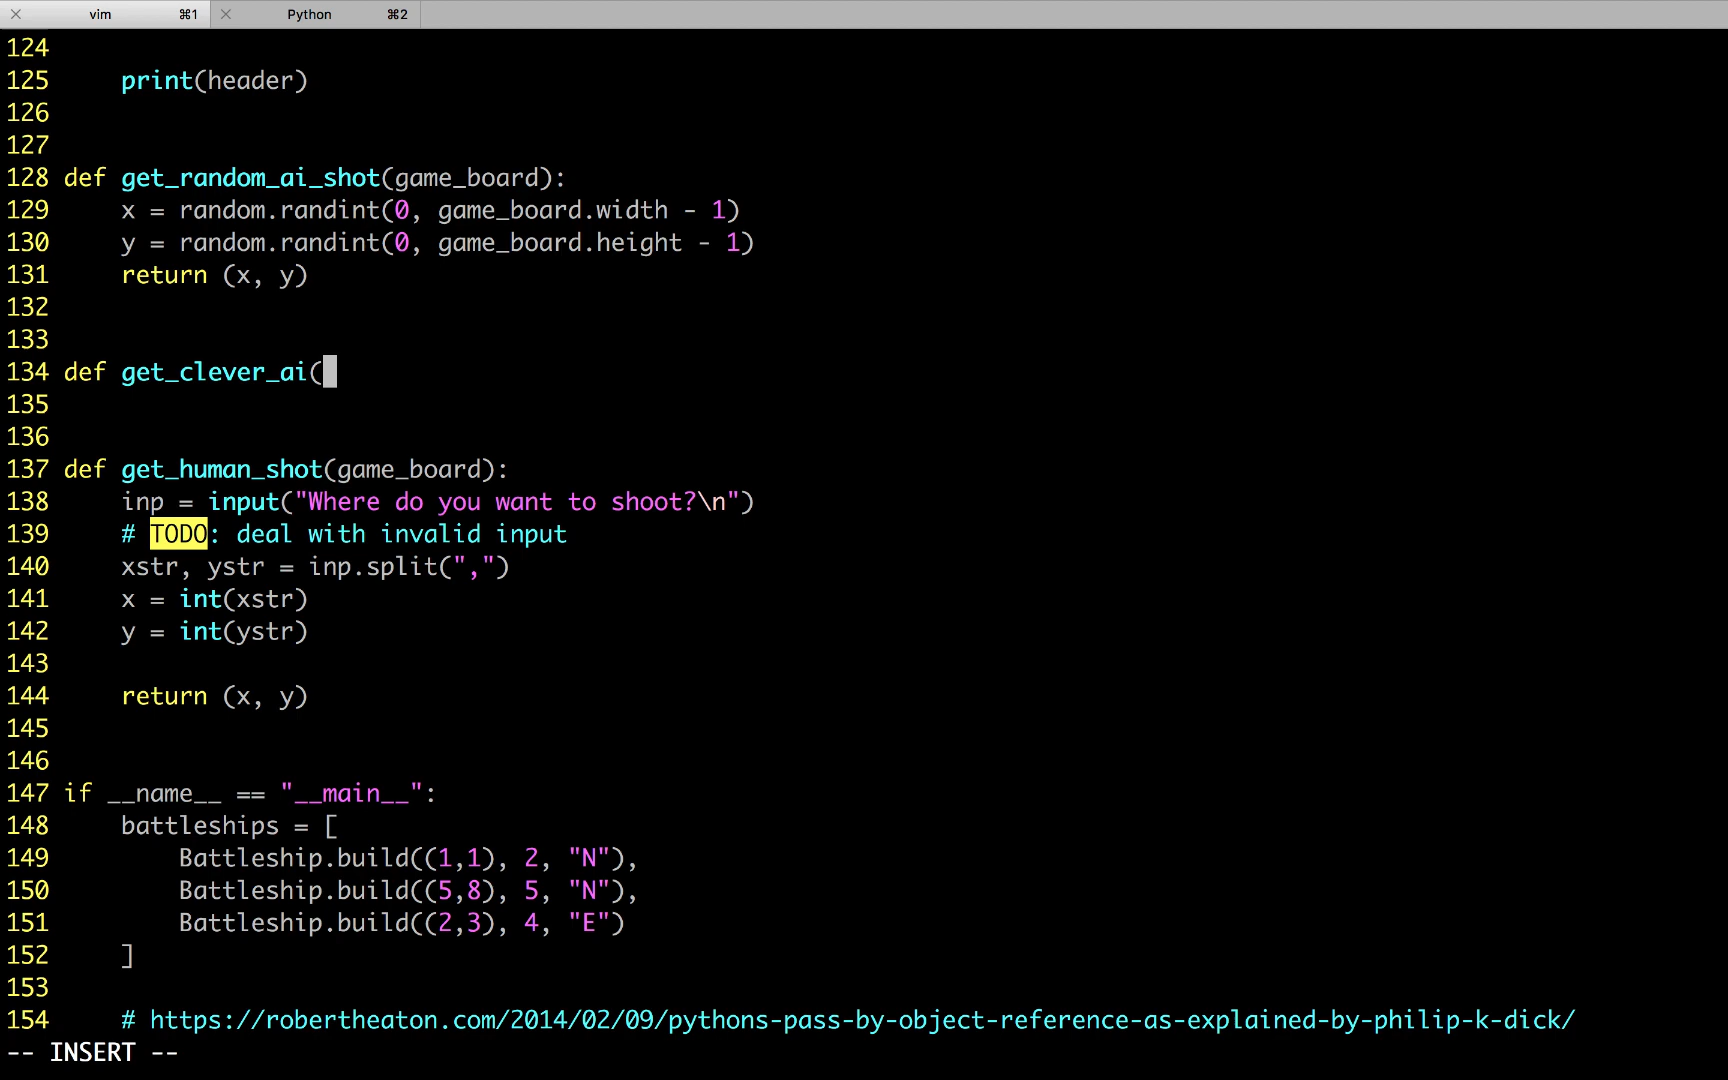 vim ⌘1 Python ⌘2
124
125     print(header)
126
127
128 def get_random_ai_shot(game_board):
129     x = random.randint(0, game_board.width - 1)
130     y = random.randint(0, game_board.height - 1)
131     return (x, y)
132
133
134 def get_clever_ai(
135
136
137 def get_human_shot(game_board):
138     inp = input("Where do you want to shoot?\n")
139     # TODO: deal with invalid input
140     xstr, ystr = inp.split(",")
141     x = int(xstr)
142     y = int(ystr)
143
144     return (x, y)
145
146
147 if __name__ == "__main__":
148     battleships = [
149         Battleship.build((1,1), 2, "N"),
150         Battleship.build((5,8), 5, "N"),
151         Battleship.build((2,3), 4, "E")
152     ]
153
154     # https://robertheaton.com/2014/02/09/pythons-pass-by-object-reference-as-explained-by-philip-k-dick/
-- INSERT --